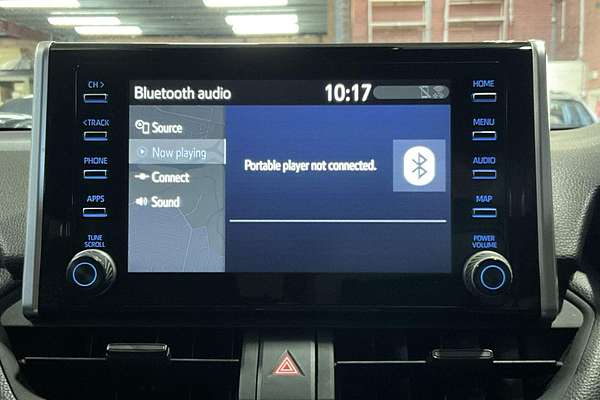 Bluetooth audio 10:17
CH >
< TRACK
PHONE
APPS
TUNE
SCROLL
Source
Now playing
Connect
Sound
Portable player not connected.
HOME
MENU
AUDIO
MAP
POWER
VOLUME